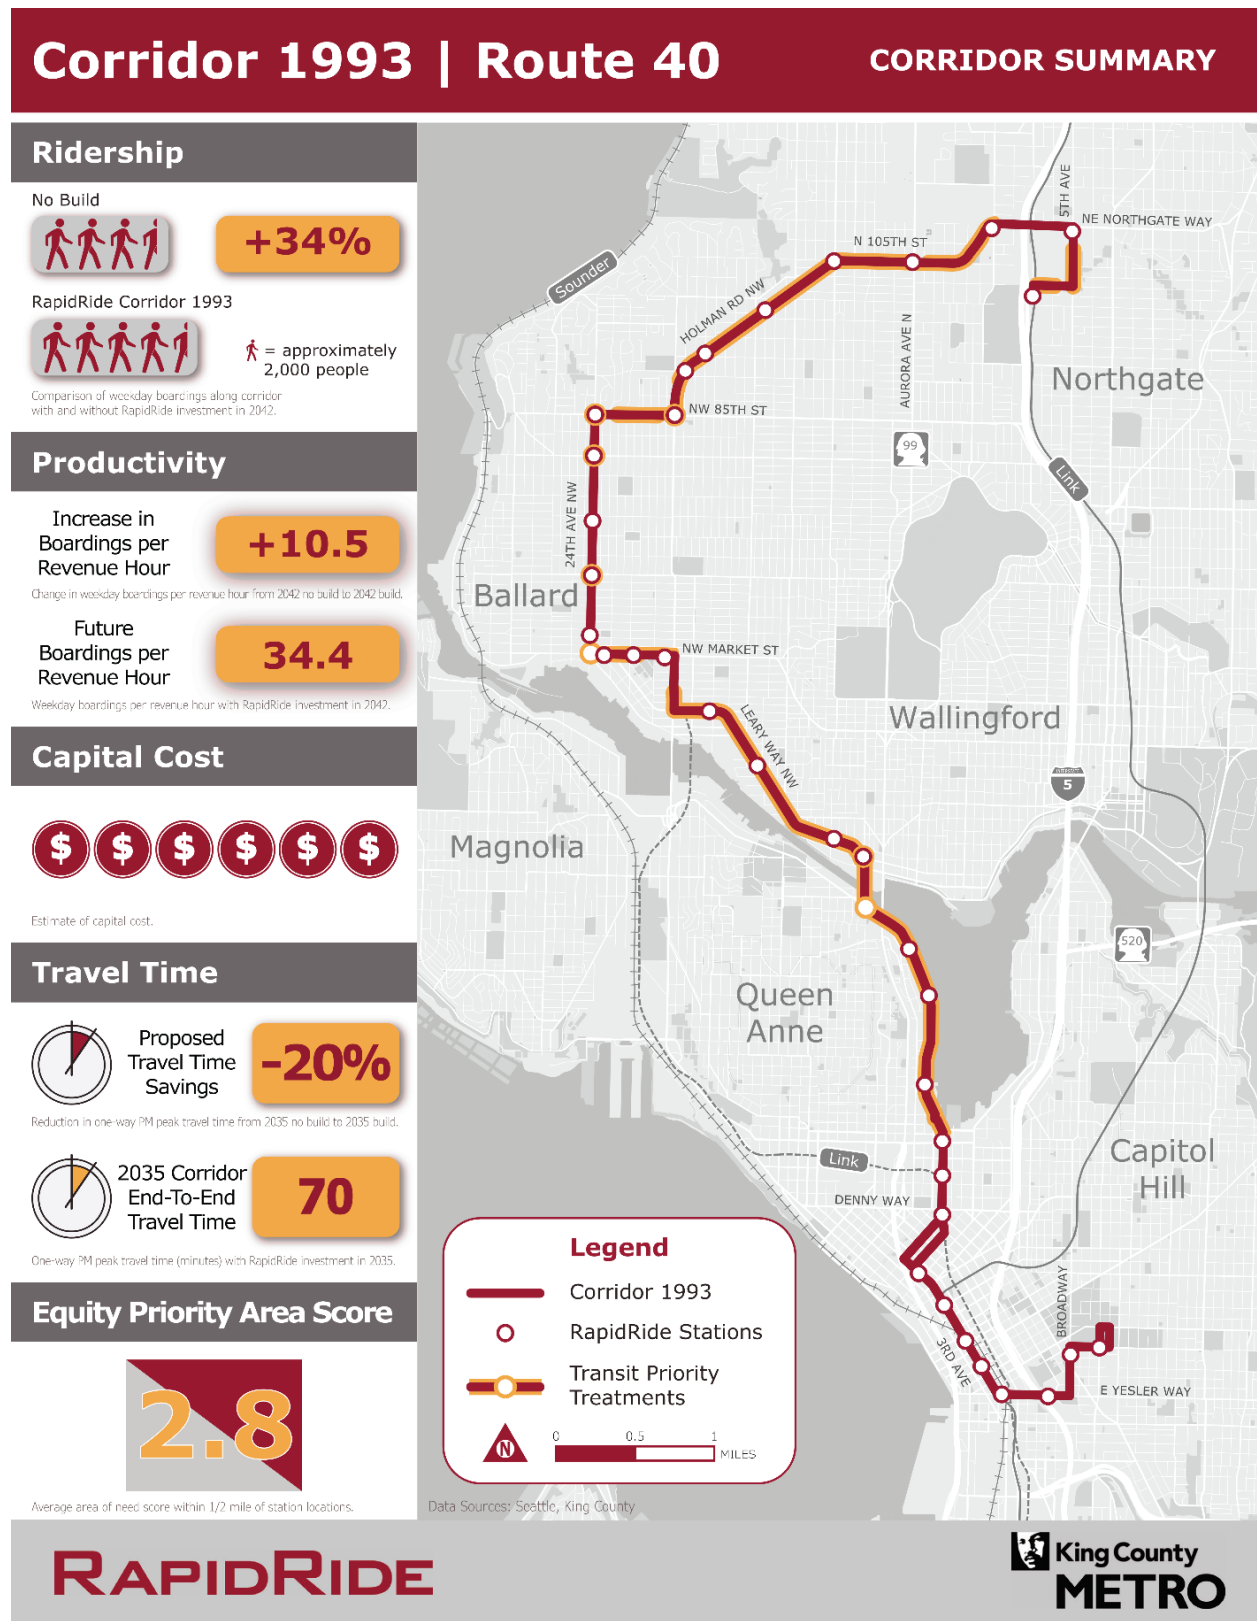 Corridor 1993 | Route 40
CORRIDOR SUMMARY
Ridership
No Build
+34%
RapidRide Corridor 1993
= approximately
2,000 people
Comparison of weekday boardings along corridor
with and without RapidRide investment in 2042.
Productivity
Increase in
Boardings per
Revenue Hour
+10.5
Change in weekday boardings per revenue hour from 2042 no build to 2042 build.
Future
Boardings per
Revenue Hour
34.4
Weekday boardings per revenue hour with RapidRide investment in 2042.
Capital Cost
$ $ $ $ $ $
Estimate of capital cost.
Travel Time
Proposed
Travel Time
Savings
-20%
Reduction in one-way PM peak travel time from 2035 no build to 2035 build.
2035 Corridor
End-To-End
Travel Time
70
One-way PM peak travel time (minutes) with RapidRide investment in 2035.
Equity Priority Area Score
2.8
Average area of need score within 1/2 mile of station locations.
5TH AVE
NE NORTHGATE WAY
N 105TH ST
Sounder
HOLMAN RD NW
AURORA AVE N
Northgate
NW 85TH ST
99
Link
24TH AVE NW
Ballard
NW MARKET ST
LEARY WAY NW
Wallingford
INTERSTATE
5
Magnolia
520
Queen
Anne
Capitol
Hill
Link
DENNY WAY
BROADWAY
3RD AVE
E YESLER WAY
Legend
Corridor 1993
RapidRide Stations
Transit Priority
Treatments
N
0 0.5 1
MILES
Data Sources: Seattle, King County
RAPIDRIDE
King County
METRO